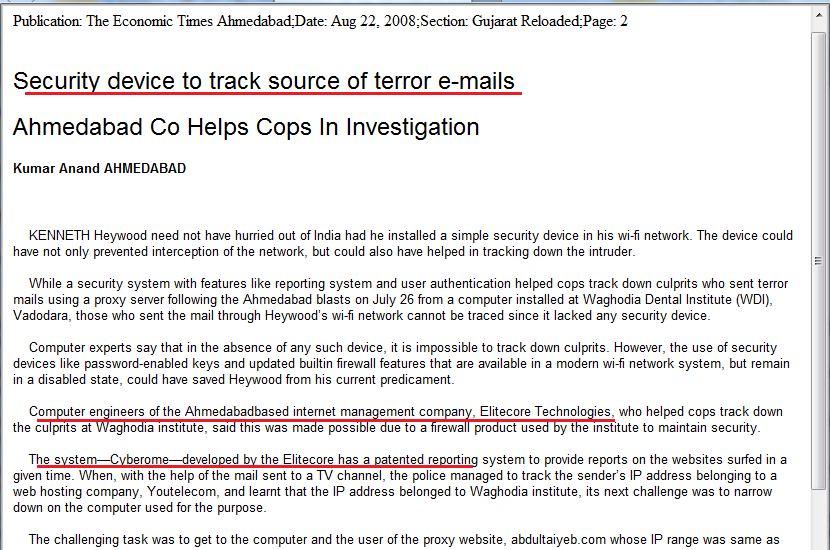 Publication: The Economic Times Ahmedabad;Date: Aug 22, 2008;Section: Gujarat Reloaded;Page: 2
Security device to track source of terror e-mails
Ahmedabad Co Helps Cops In Investigation
Kumar Anand AHMEDABAD
KENNETH Heywood need not have hurried out of India had he installed a simple security device in his wi-fi network. The device could
have not only prevented interception of the network, but could also have helped in tracking down the intruder.
While a security system with features like reporting system and user authentication helped cops track down culprits who sent terror
mails using a proxy server following the Ahmedabad blasts on July 26 from a computer installed at Waghodia Dental Institute (WDI),
Vadodara, those who sent the mail through Heywood's wi-fi network cannot be traced since it lacked any security device.
Computer experts say that in the absence of any such device, it is impossible to track down culprits. However, the use of security
devices like password-enabled keys and updated builtin firewall features that are available in a modern wi-fi network system, but remain
in a disabled state, could have saved Heywood from his current predicament.
Computer engineers of the Ahmedabadbased internet management company, Elitecore Technologies, who helped cops track down
the culprits at Waghodia institute, said this was made possible due to a firewall product used by the institute to maintain security.
The system—Cyberome—developed by the Elitecore has a patented reporting system to provide reports on the websites surfed in a
given time. When, with the help of the mail sent to a TV channel, the police managed to track the sender's IP address belonging to a
web hosting company, Youtelecom, and learnt that the IP address belonged to Waghodia institute, its next challenge was to narrow
down on the computer used for the purpose.
The challenging task was to get to the computer and the user of the proxy website, abdultaiyeb.com whose IP range was same as